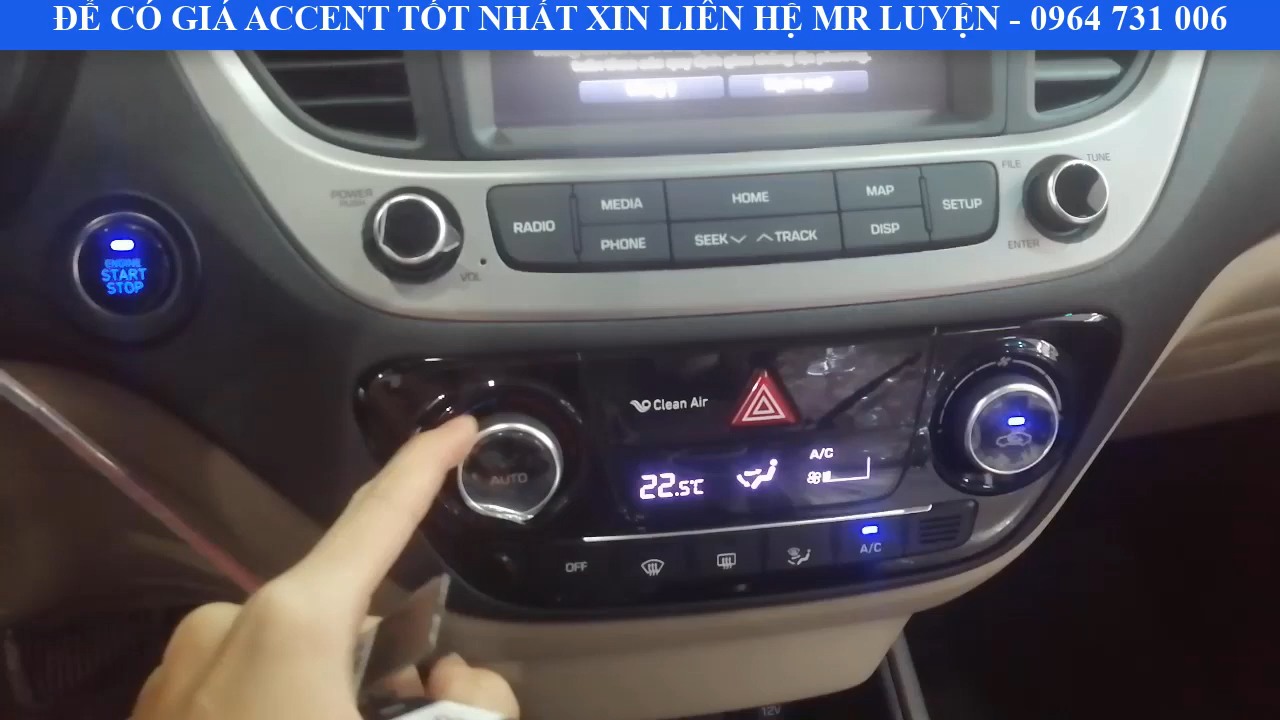 ĐỂ CÓ GIÁ ACCENT TỐT NHẤT XIN LIÊN HỆ MR LUYỆN - 0964 731 006
POWER
PUSH
VOL
RADIO
MEDIA
PHONE
HOME
SEEK
TRACK
MAP
DISP
SETUP
FILE
TUNE
ENTER
ENGINE
START
STOP
Clean Air
AUTO
22.5°C
A/C
OFF
A/C
12V